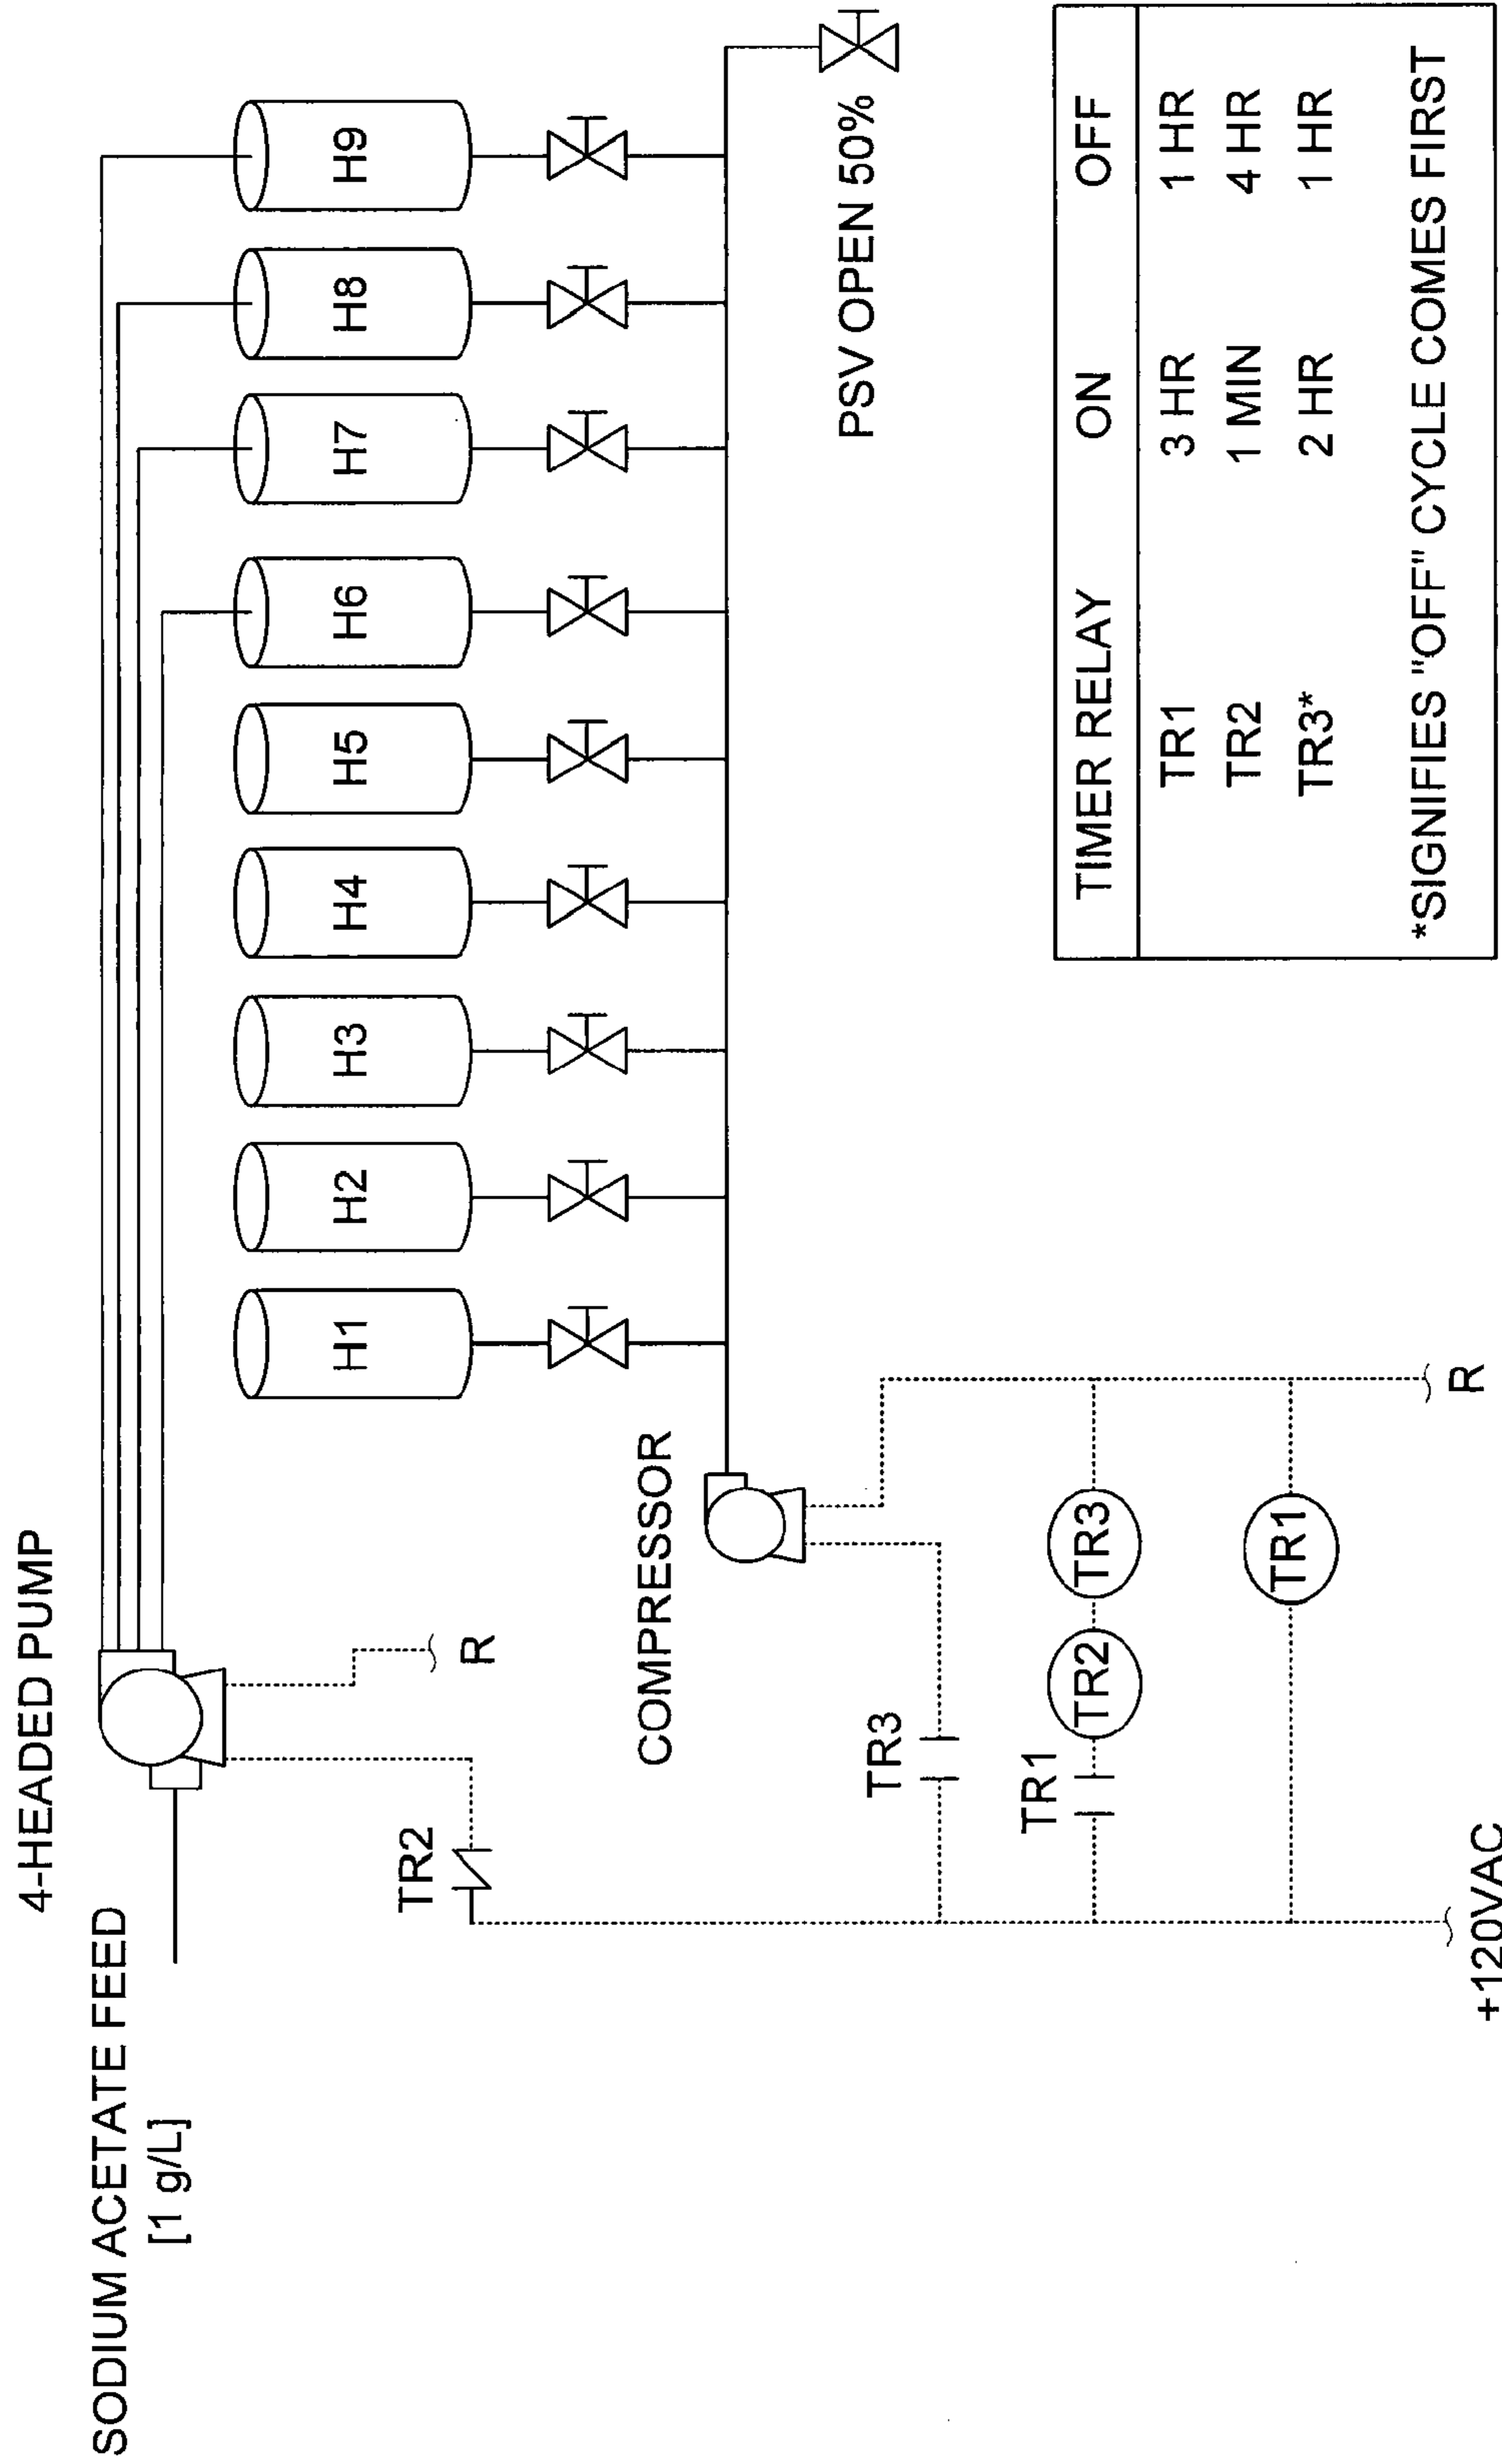 4-HEADED PUMP
SODIUM ACETATE FEED
[1 g/L]
TR2
R
H1
H2
H3
H4
H5
H6
H7
H8
H9
COMPRESSOR
PSV OPEN 50%
TR3
TR1
TR2
TR3
TR1
+120VAC
R
TIMER RELAY ON OFF
TR1 3 HR 1 HR
TR2 1 MIN 4 HR
TR3* 2 HR 1 HR
*SIGNIFIES "OFF" CYCLE COMES FIRST